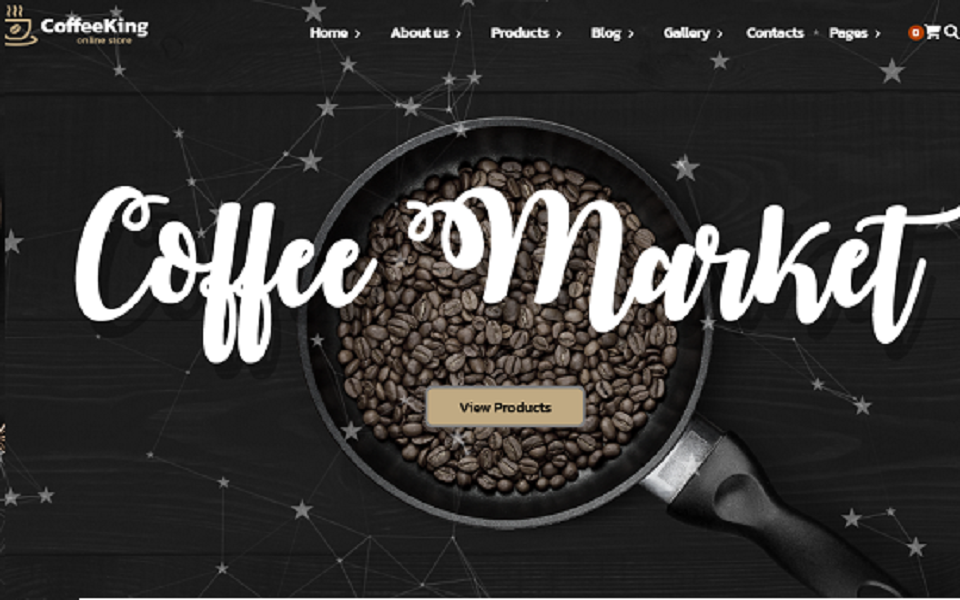 CoffeeKing
online store
Home > About us > Products > Blog > Gallery > Contacts Pages > 0
Coffee Market
View Products